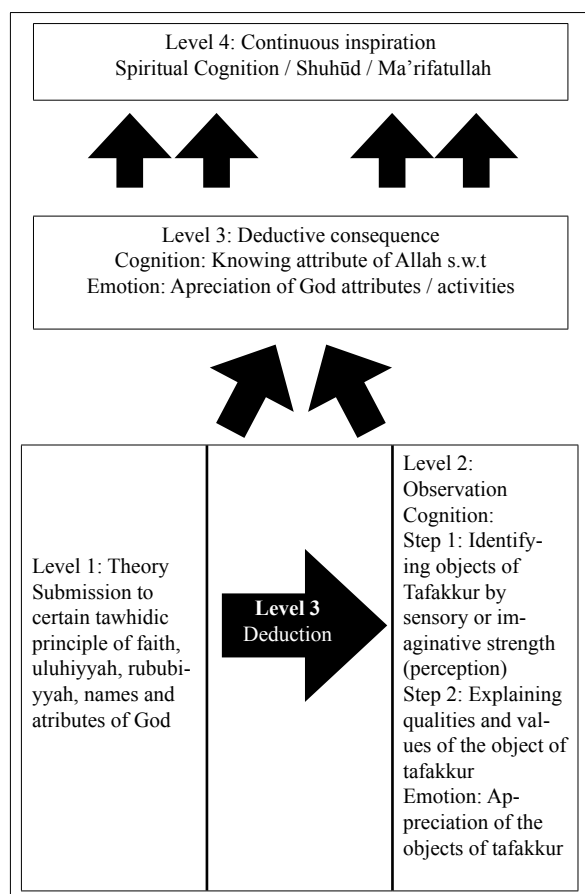 Level 4: Continuous inspiration
Spiritual Cognition / Shuhūd / Ma’rifatullah
Level 3: Deductive consequence
Cognition: Knowing attribute of Allah s.w.t
Emotion: Apreciation of God attributes / activities
Level 1: Theory
Submission to
certain tawhidic
principle of faith,
uluhiyyah, rububi-
yyah, names and
atributes of God
Level 3
Deduction
Level 2:
Observation
Cognition:
Step 1: Identify-
ing objects of
Tafakkur by
sensory or im-
aginative strength
(perception)
Step 2: Explaining
qualities and val-
ues of the object of
tafakkur
Emotion: Ap-
preciation of the
objects of tafakkur